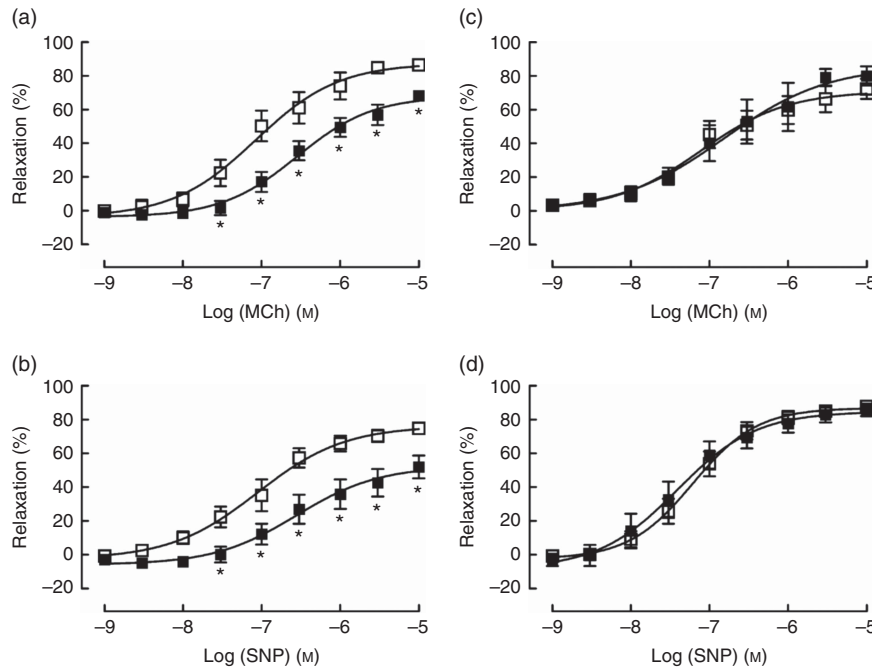 (a)
100
80
60
40
20
0
–20
Relaxation (%)
* * * * * *
–9 –8 –7 –6 –5
Log (MCh) (M)
(c)
100
80
60
40
20
0
–20
Relaxation (%)
–9 –8 –7 –6 –5
Log (MCh) (M)
(b)
100
80
60
40
20
0
–20
Relaxation (%)
* * * * * *
–9 –8 –7 –6 –5
Log (SNP) (M)
(d)
100
80
60
40
20
0
–20
Relaxation (%)
–9 –8 –7 –6 –5
Log (SNP) (M)